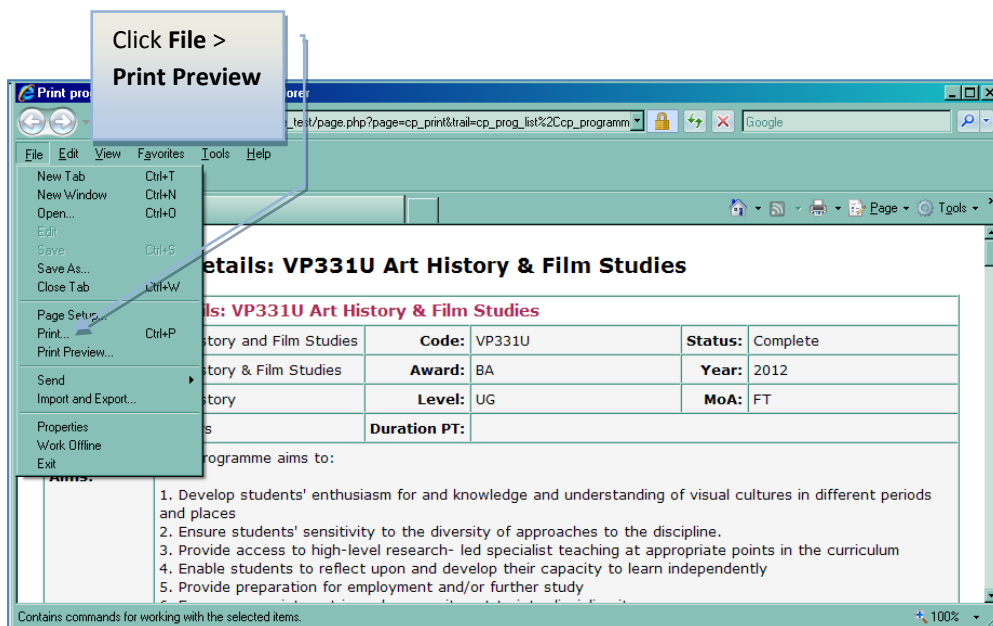 Click File >
Print Preview
Print pro
orer
_test/page.php?page=cp_print&trail=cp_prog_list%2Ccp_programm
Google
File Edit View Favorites Tools Help
New Tab Ctrl+T
New Window Ctrl+N
Open... Ctrl+O
Edit
Save Ctrl+S
Save As...
Close Tab Ctrl+W
Page Setup...
Print... Ctrl+P
Print Preview...
Send
Import and Export...
Properties
Work Offline
Exit
Page Tools
etails: VP331U Art History & Film Studies
ils: VP331U Art History & Film Studies
story and Film Studies Code: VP331U Status: Complete
story & Film Studies Award: BA Year: 2012
story Level: UG MoA: FT
s Duration PT:
rogramme aims to:
Aims:
1. Develop students' enthusiasm for and knowledge and understanding of visual cultures in different periods
and places
2. Ensure students' sensitivity to the diversity of approaches to the discipline.
3. Provide access to high-level research- led specialist teaching at appropriate points in the curriculum
4. Enable students to reflect upon and develop their capacity to learn independently
5. Provide preparation for employment and/or further study
Contains commands for working with the selected items.
100%